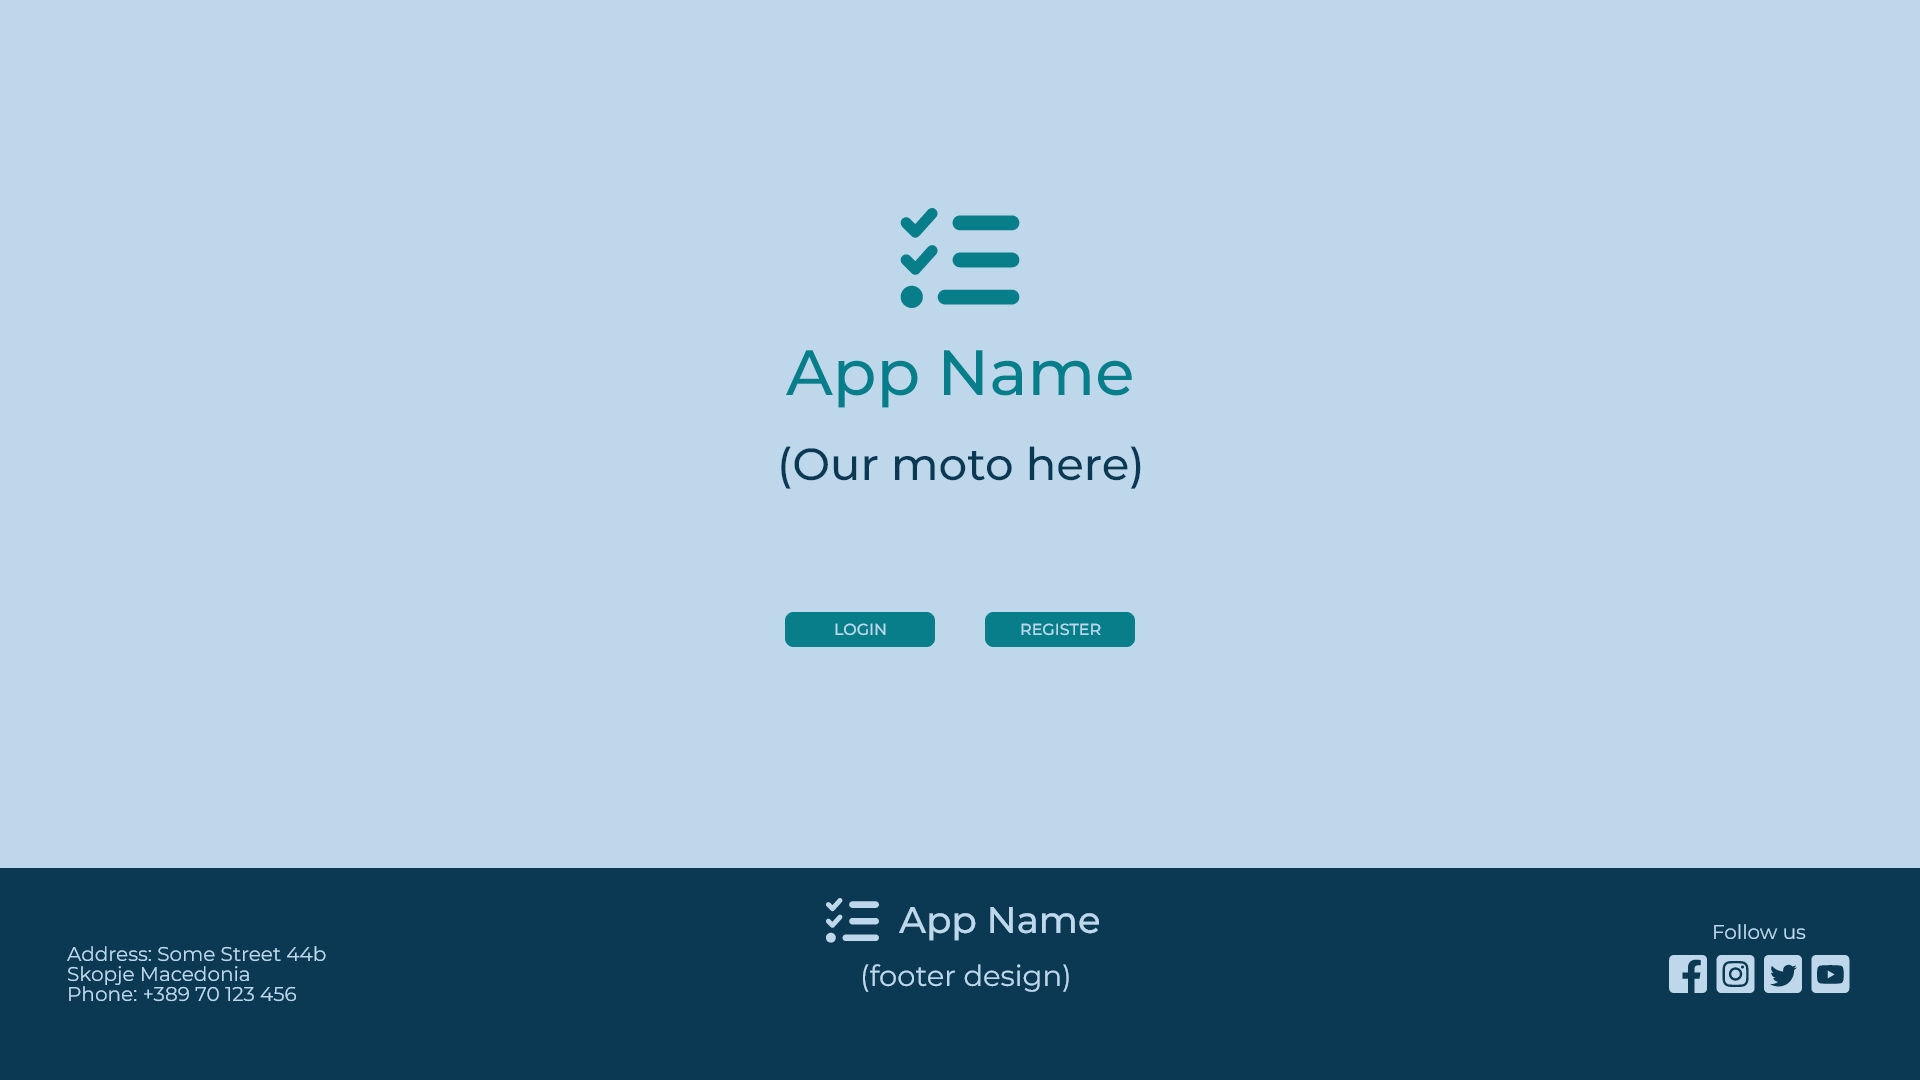 App Name
(Our moto here)
LOGIN
REGISTER
App Name
(footer design)
Address: Some Street 44b
Skopje Macedonia
Phone: +389 70 123 456
Follow us